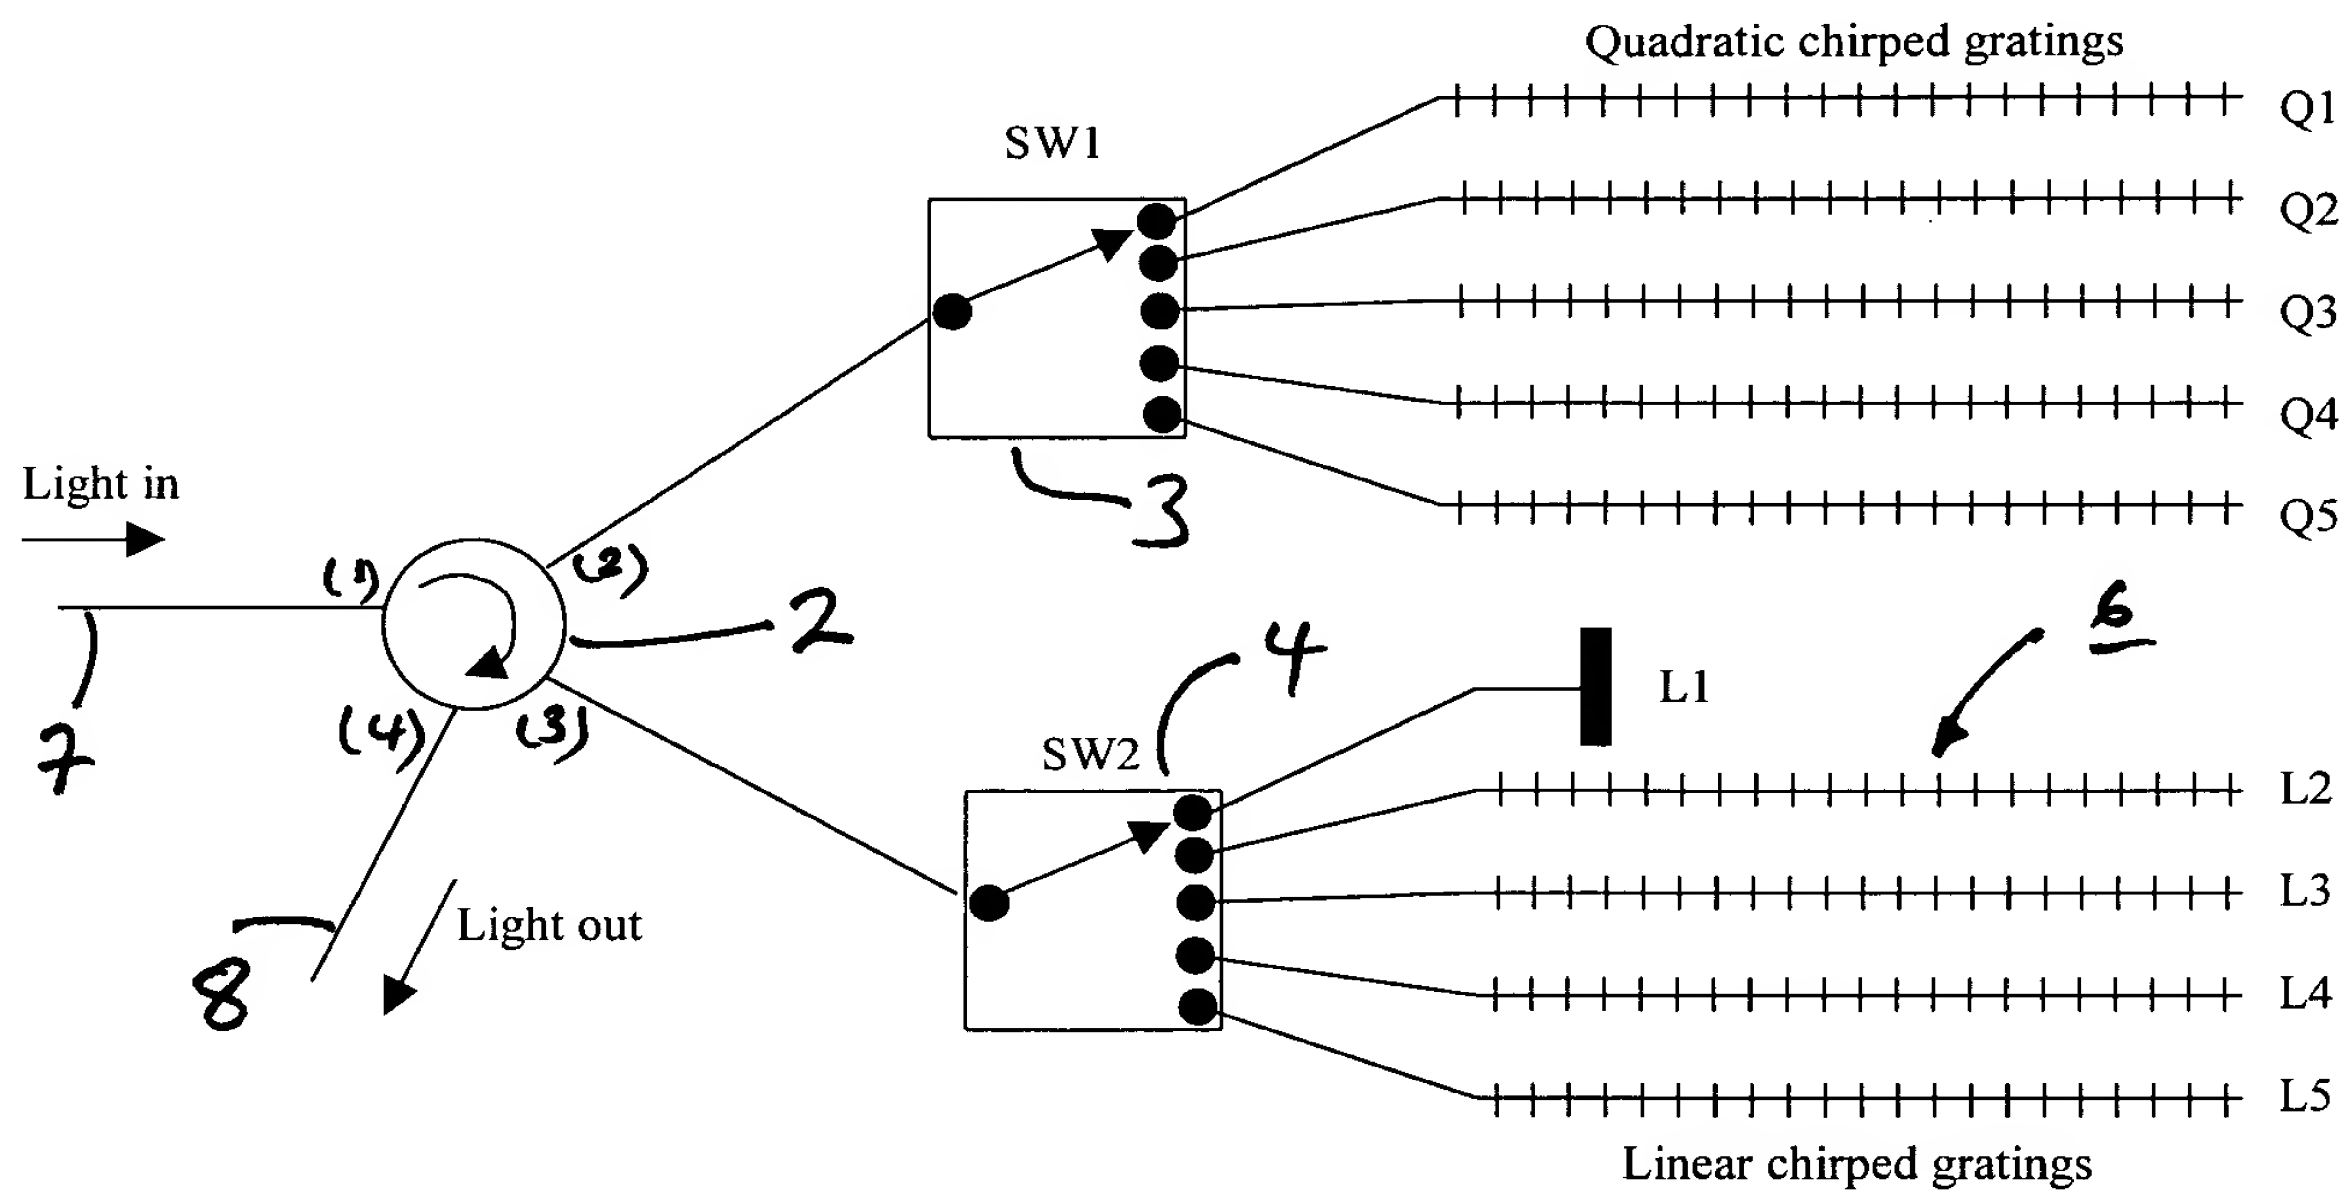 Quadratic chirped gratings
Q1
SW1
Q2
Q3
Q4
Light in
3
Q5
(1)
(2)
2
6
4
L1
7
(4)
(3)
SW2
L2
L3
Light out
8
L4
L5
Linear chirped gratings